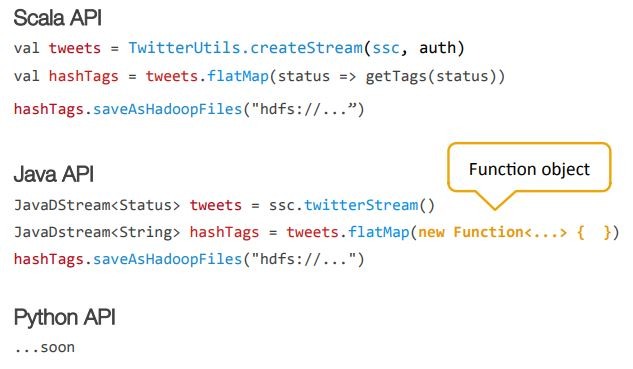 Scala API
val tweets = TwitterUtils.createStream(ssc, auth)
val hashTags = tweets.flatMap(status => getTags(status))
hashTags.saveAsHadoopFiles("hdfs://...”)
Java API
Function object
JavaDStream<Status> tweets = ssc.twitterStream()
JavaDstream<String> hashTags = tweets.flatMap(new Function<...> {  })
hashTags.saveAsHadoopFiles("hdfs://...")
Python API
...soon